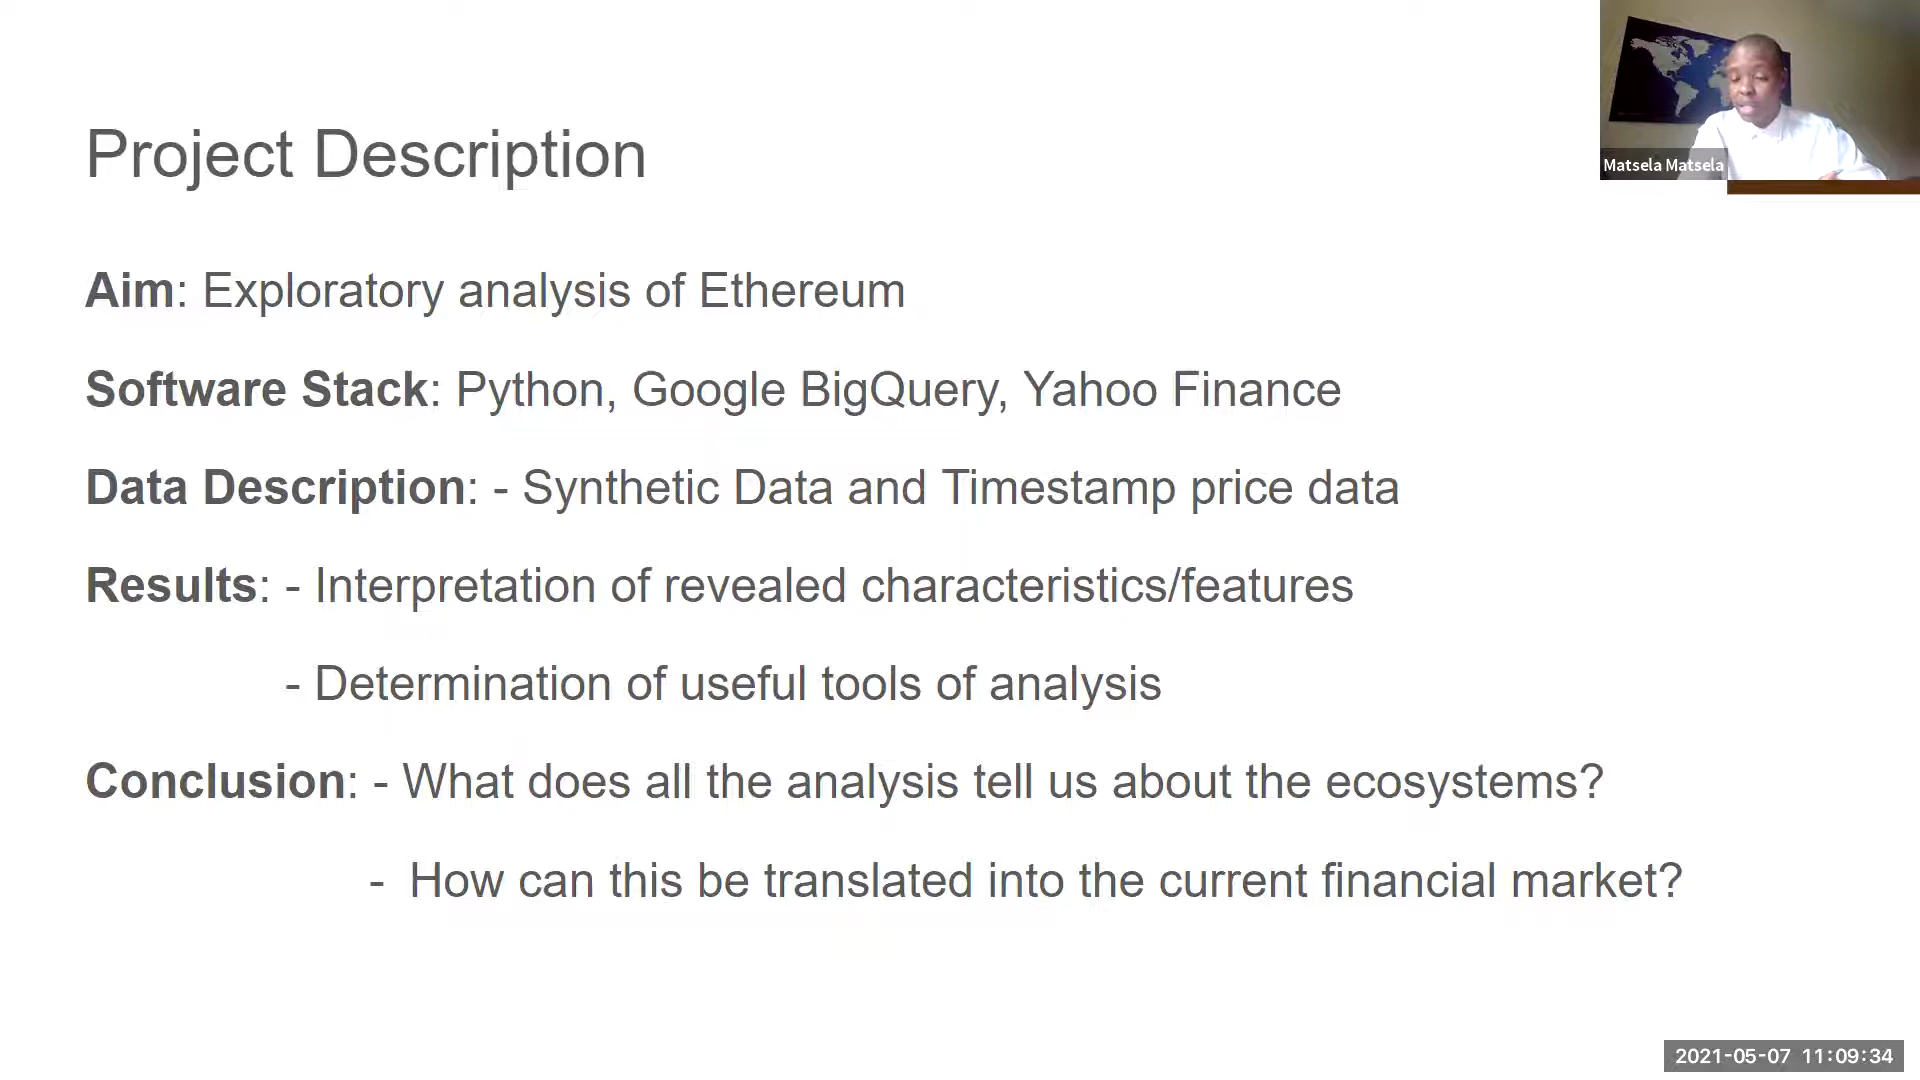 Matsela Matsela
Project Description
Aim: Exploratory analysis of Ethereum
Software Stack: Python, Google BigQuery, Yahoo Finance
Data Description: - Synthetic Data and Timestamp price data
Results: - Interpretation of revealed characteristics/features
- Determination of useful tools of analysis
Conclusion: - What does all the analysis tell us about the ecosystems?
- How can this be translated into the current financial market?
2021-05-07 11:09:34